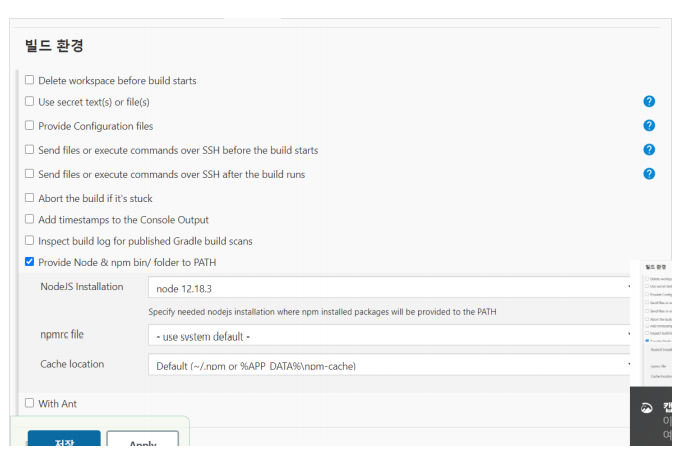 빌드 환경
Delete workspace before build starts
Use secret text(s) or file(s)
Provide Configuration files
Send files or execute commands over SSH before the build starts
Send files or execute commands over SSH after the build runs
Abort the build if it's stuck
Add timestamps to the Console Output
Inspect build log for published Gradle build scans
Provide Node & npm bin/ folder to PATH
NodeJS Installation
node 12.18.3
Specify needed nodejs installation where npm installed packages will be provided to the PATH
npmrc file
- use system default -
Cache location
Default (~/.npm or %APP_DATA%\npm-cache)
With Ant
저장
Apply
빌드 환경